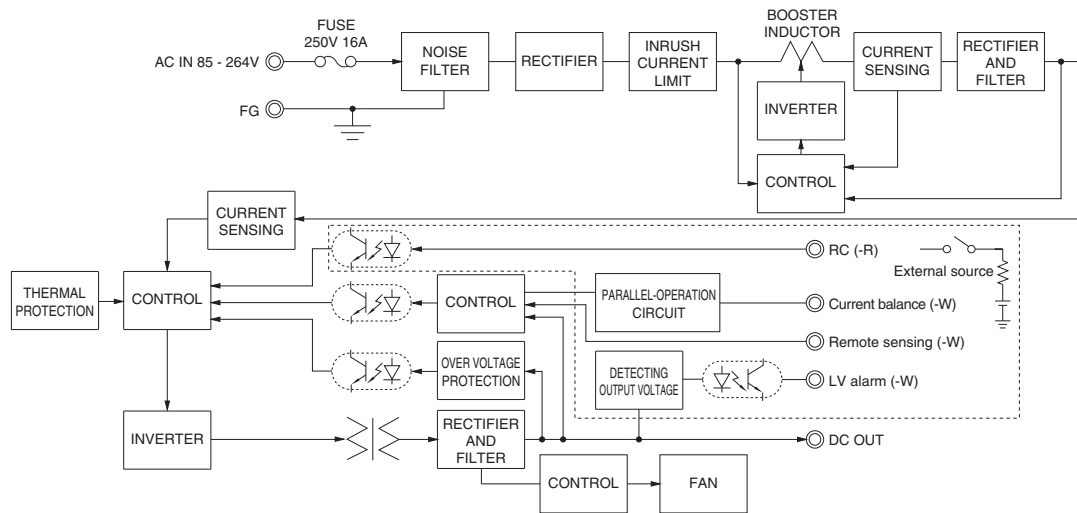 FUSE
250V 16A
AC IN 85 - 264V
FG
NOISE
FILTER
RECTIFIER
INRUSH
CURRENT
LIMIT
BOOSTER
INDUCTOR
CURRENT
SENSING
RECTIFIER
AND
FILTER
INVERTER
CONTROL
CURRENT
SENSING
RC (-R)
External source
THERMAL
PROTECTION
CONTROL
CONTROL
PARALLEL-OPERATION
CIRCUIT
Current balance (-W)
Remote sensing (-W)
OVER VOLTAGE
PROTECTION
DETECTING
OUTPUT VOLTAGE
LV alarm (-W)
INVERTER
RECTIFIER
AND
FILTER
DC OUT
CONTROL
FAN